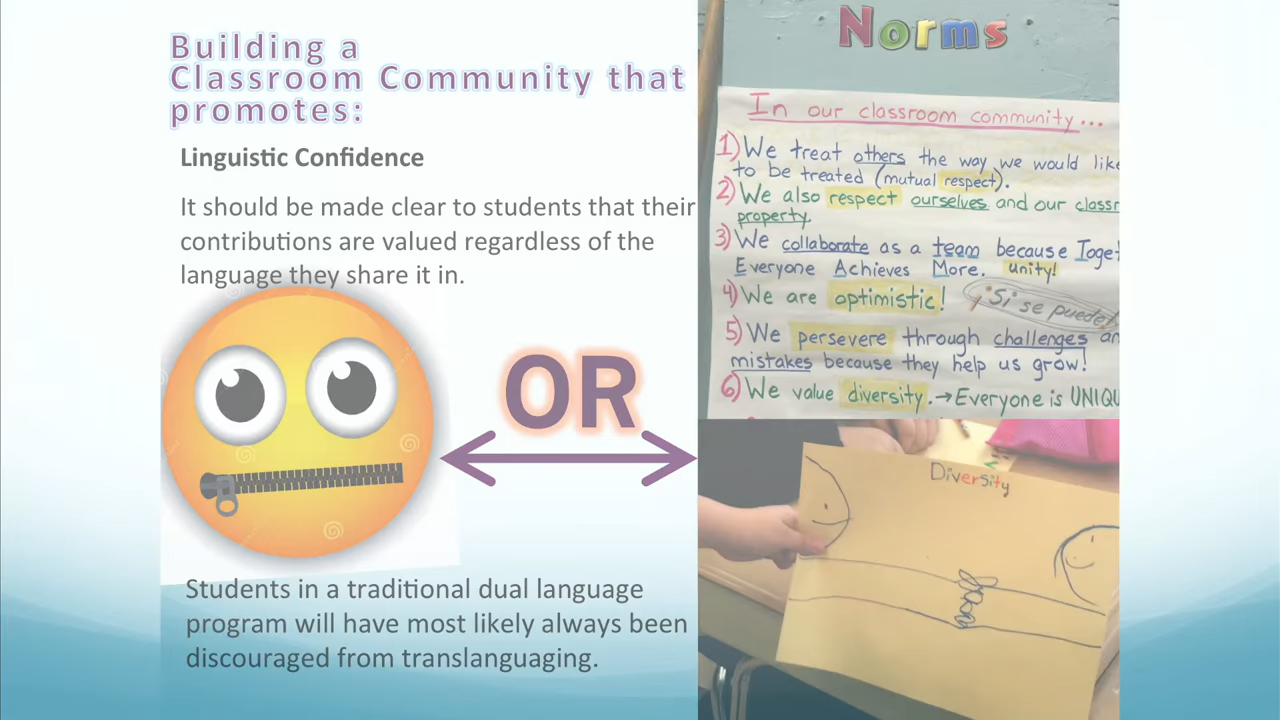 Building a
Classroom Community that
promotes:
Linguistic Confidence
It should be made clear to students that their
contributions are valued regardless of the
language they share it in.
OR
Students in a traditional dual language
program will have most likely always been
discouraged from translanguaging.
Norms
In our classroom community...
1) We treat others the way we would like
to be treated (mutual respect).
2) We also respect ourselves and our
property.
3) We collaborate as a team because
Everyone Achieves More. unity!
4) We are optimistic! ¡Si se puede!
5) We persevere through challenges
mistakes because they help us grow!
6) We value diversity. → Everyone is
Diversity
dreamstime